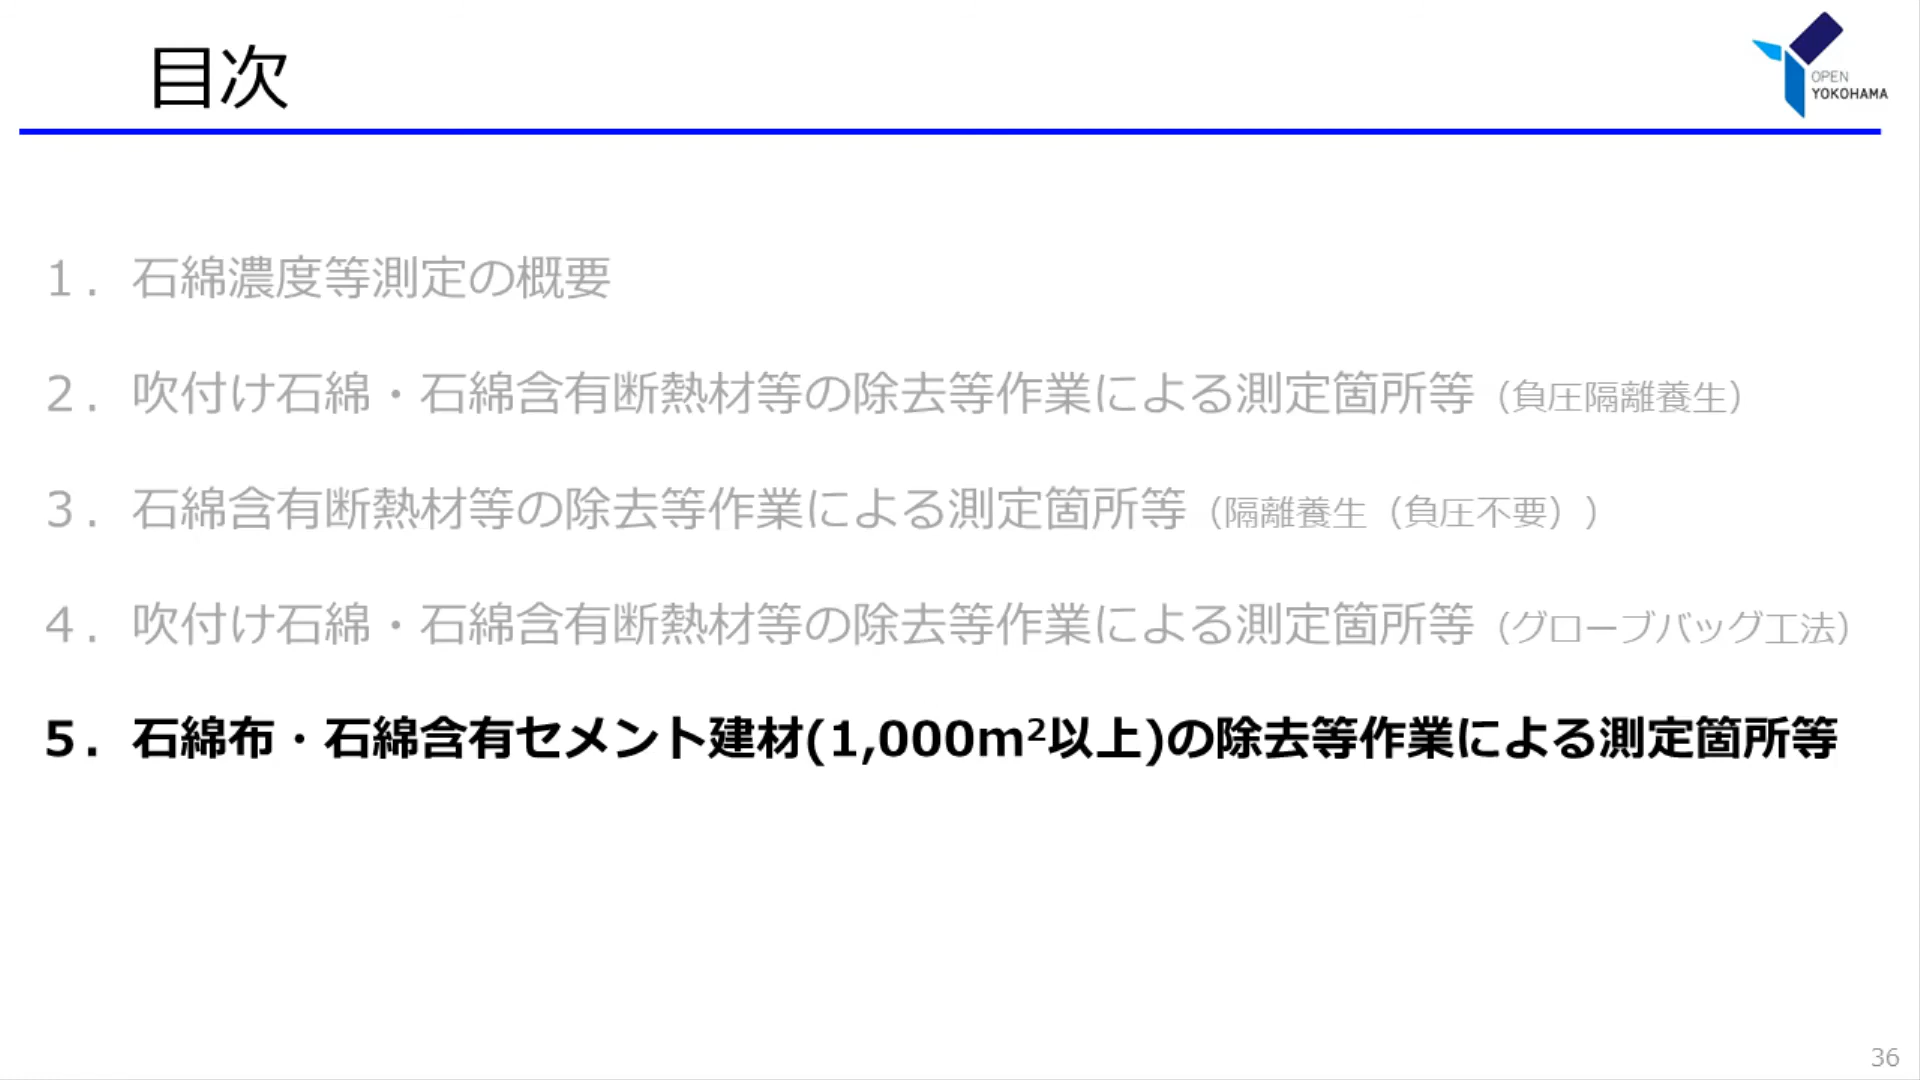 目次
OPEN
YOKOHAMA
１．石綿濃度等測定の概要
２．吹付け石綿・石綿含有断熱材等の除去等作業による測定箇所等（負圧隔離養生）
３．石綿含有断熱材等の除去等作業による測定箇所等（隔離養生（負圧不要））
４．吹付け石綿・石綿含有断熱材等の除去等作業による測定箇所等（グローブバッグ工法）
５．石綿布・石綿含有セメント建材(1,000m²以上)の除去等作業による測定箇所等
36